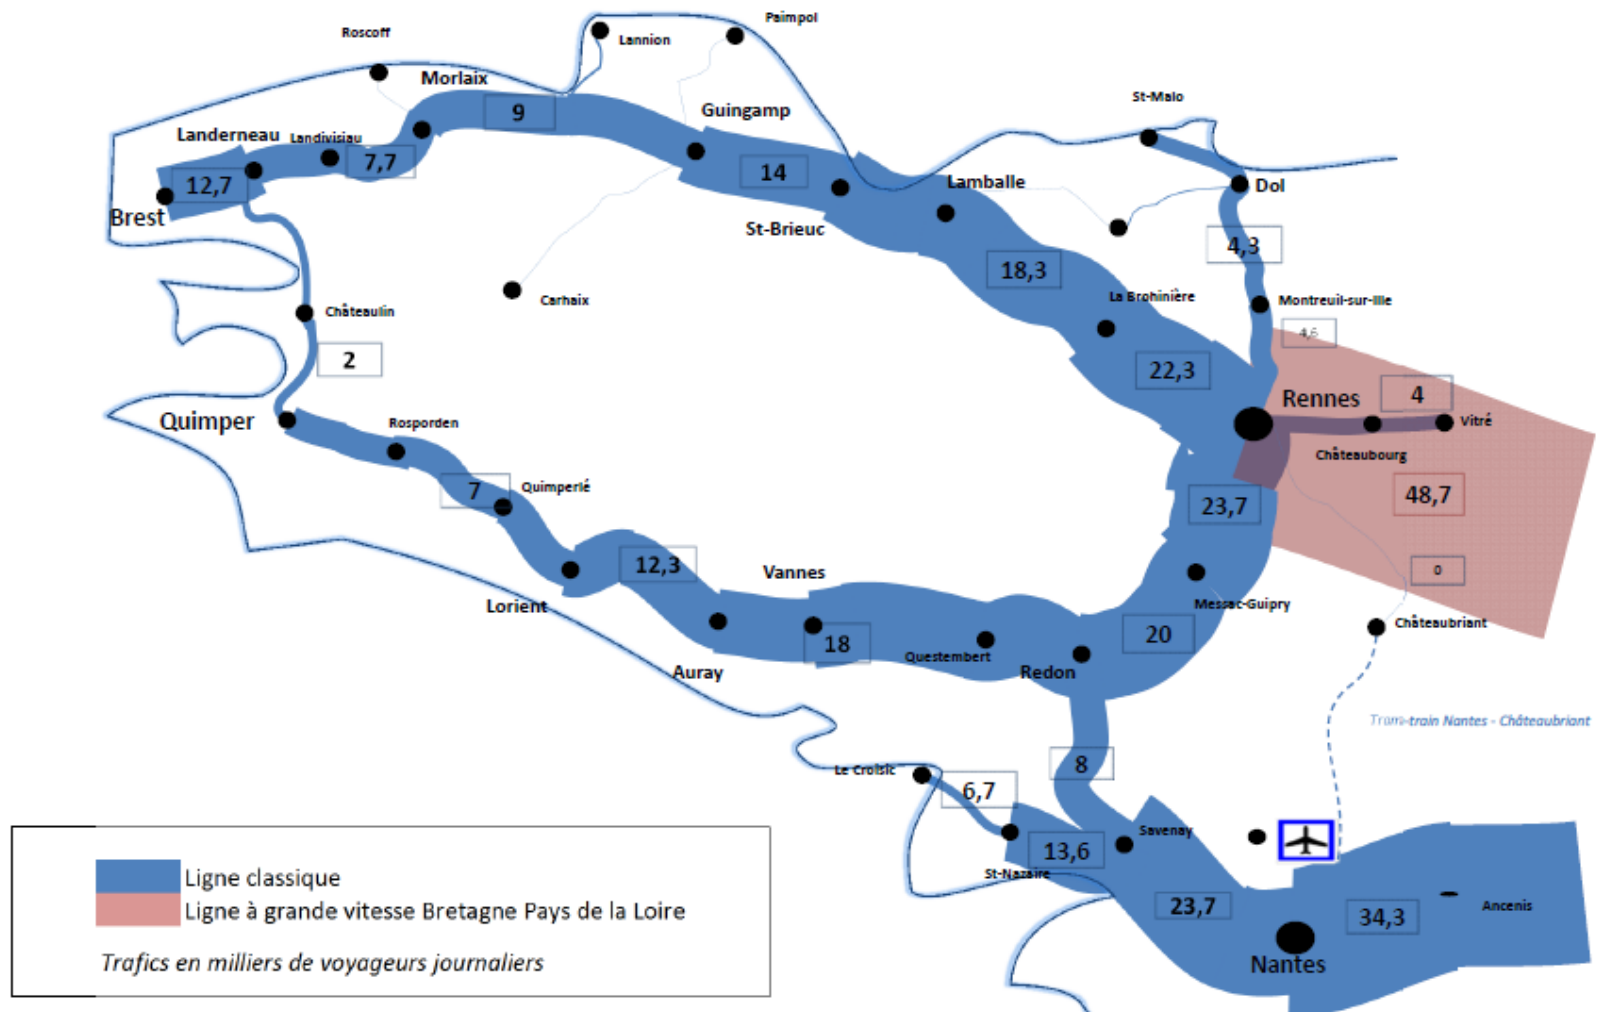 Paimpol
Roscoff
Lannion
Morlaix
St-Malo
9
Guingamp
Landerneau
Landivisiau
7,7
14
12,7
Lamballe
Dol
Brest
St-Brieuc
4,3
18,3
La Brohinière
Carhaix
Montreuil-sur-Ille
Châteaulin
4,6
2
22,3
Rennes
4
Quimper
Rosporden
Vitré
Châteaubourg
7
Quimperlé
23,7
48,7
12,3
Vannes
0
Lorient
Messac-Guipry
Châteaubriant
18
20
Questembert
Auray
Redon
Tram-train Nantes - Châteaubriant
8
Le Croisic
6,7
Savenay
13,6
St-Nazaire
Ligne classique
23,7
34,3
Ancenis
Ligne à grande vitesse Bretagne Pays de la Loire
Trafics en milliers de voyageurs journaliers
Nantes